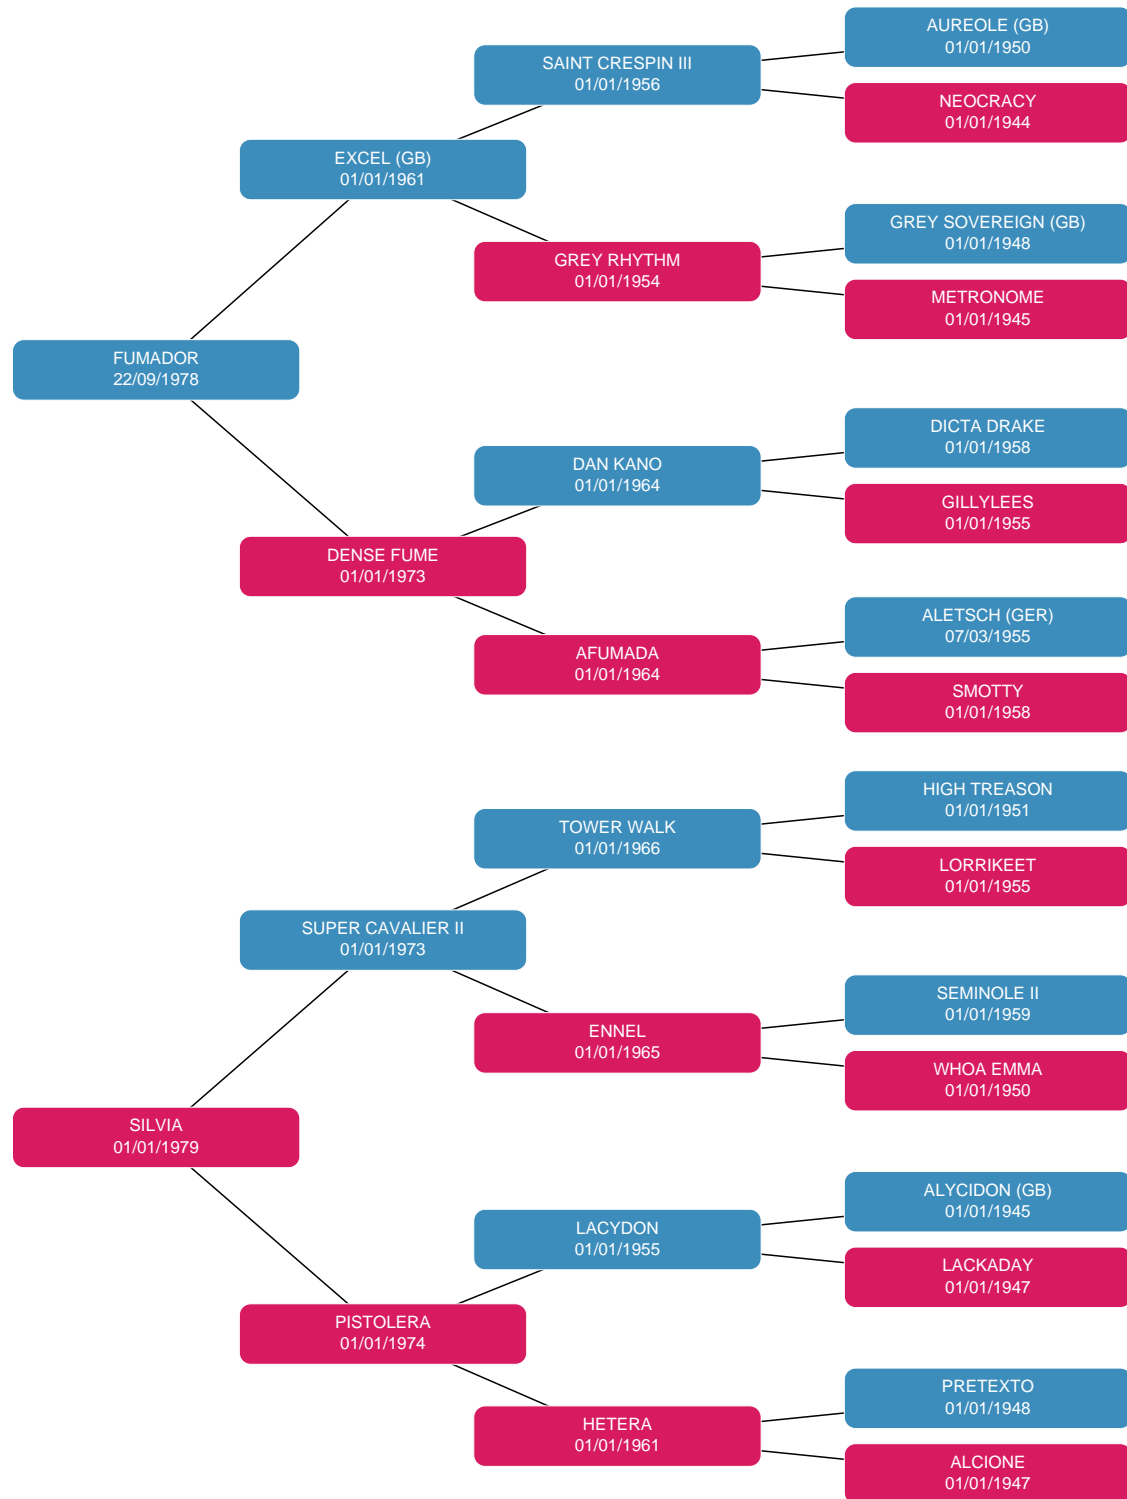 AUREOLE (GB)
01/01/1950
SAINT CRESPIN III
01/01/1956
NEOCRACY
01/01/1944
EXCEL (GB)
01/01/1961
GREY SOVEREIGN (GB)
01/01/1948
GREY RHYTHM
01/01/1954
METRONOME
01/01/1945
FUMADOR
22/09/1978
DICTA DRAKE
01/01/1958
DAN KANO
01/01/1964
GILLYLEES
01/01/1955
DENSE FUME
01/01/1973
ALETSCH (GER)
07/03/1955
AFUMADA
01/01/1964
SMOTTY
01/01/1958
HIGH TREASON
01/01/1951
TOWER WALK
01/01/1966
LORRIKEET
01/01/1955
SUPER CAVALIER II
01/01/1973
SEMINOLE II
01/01/1959
ENNEL
01/01/1965
WHOA EMMA
01/01/1950
SILVIA
01/01/1979
ALYCIDON (GB)
01/01/1945
LACYDON
01/01/1955
LACKADAY
01/01/1947
PISTOLERA
01/01/1974
PRETEXTO
01/01/1948
HETERA
01/01/1961
ALCIONE
01/01/1947